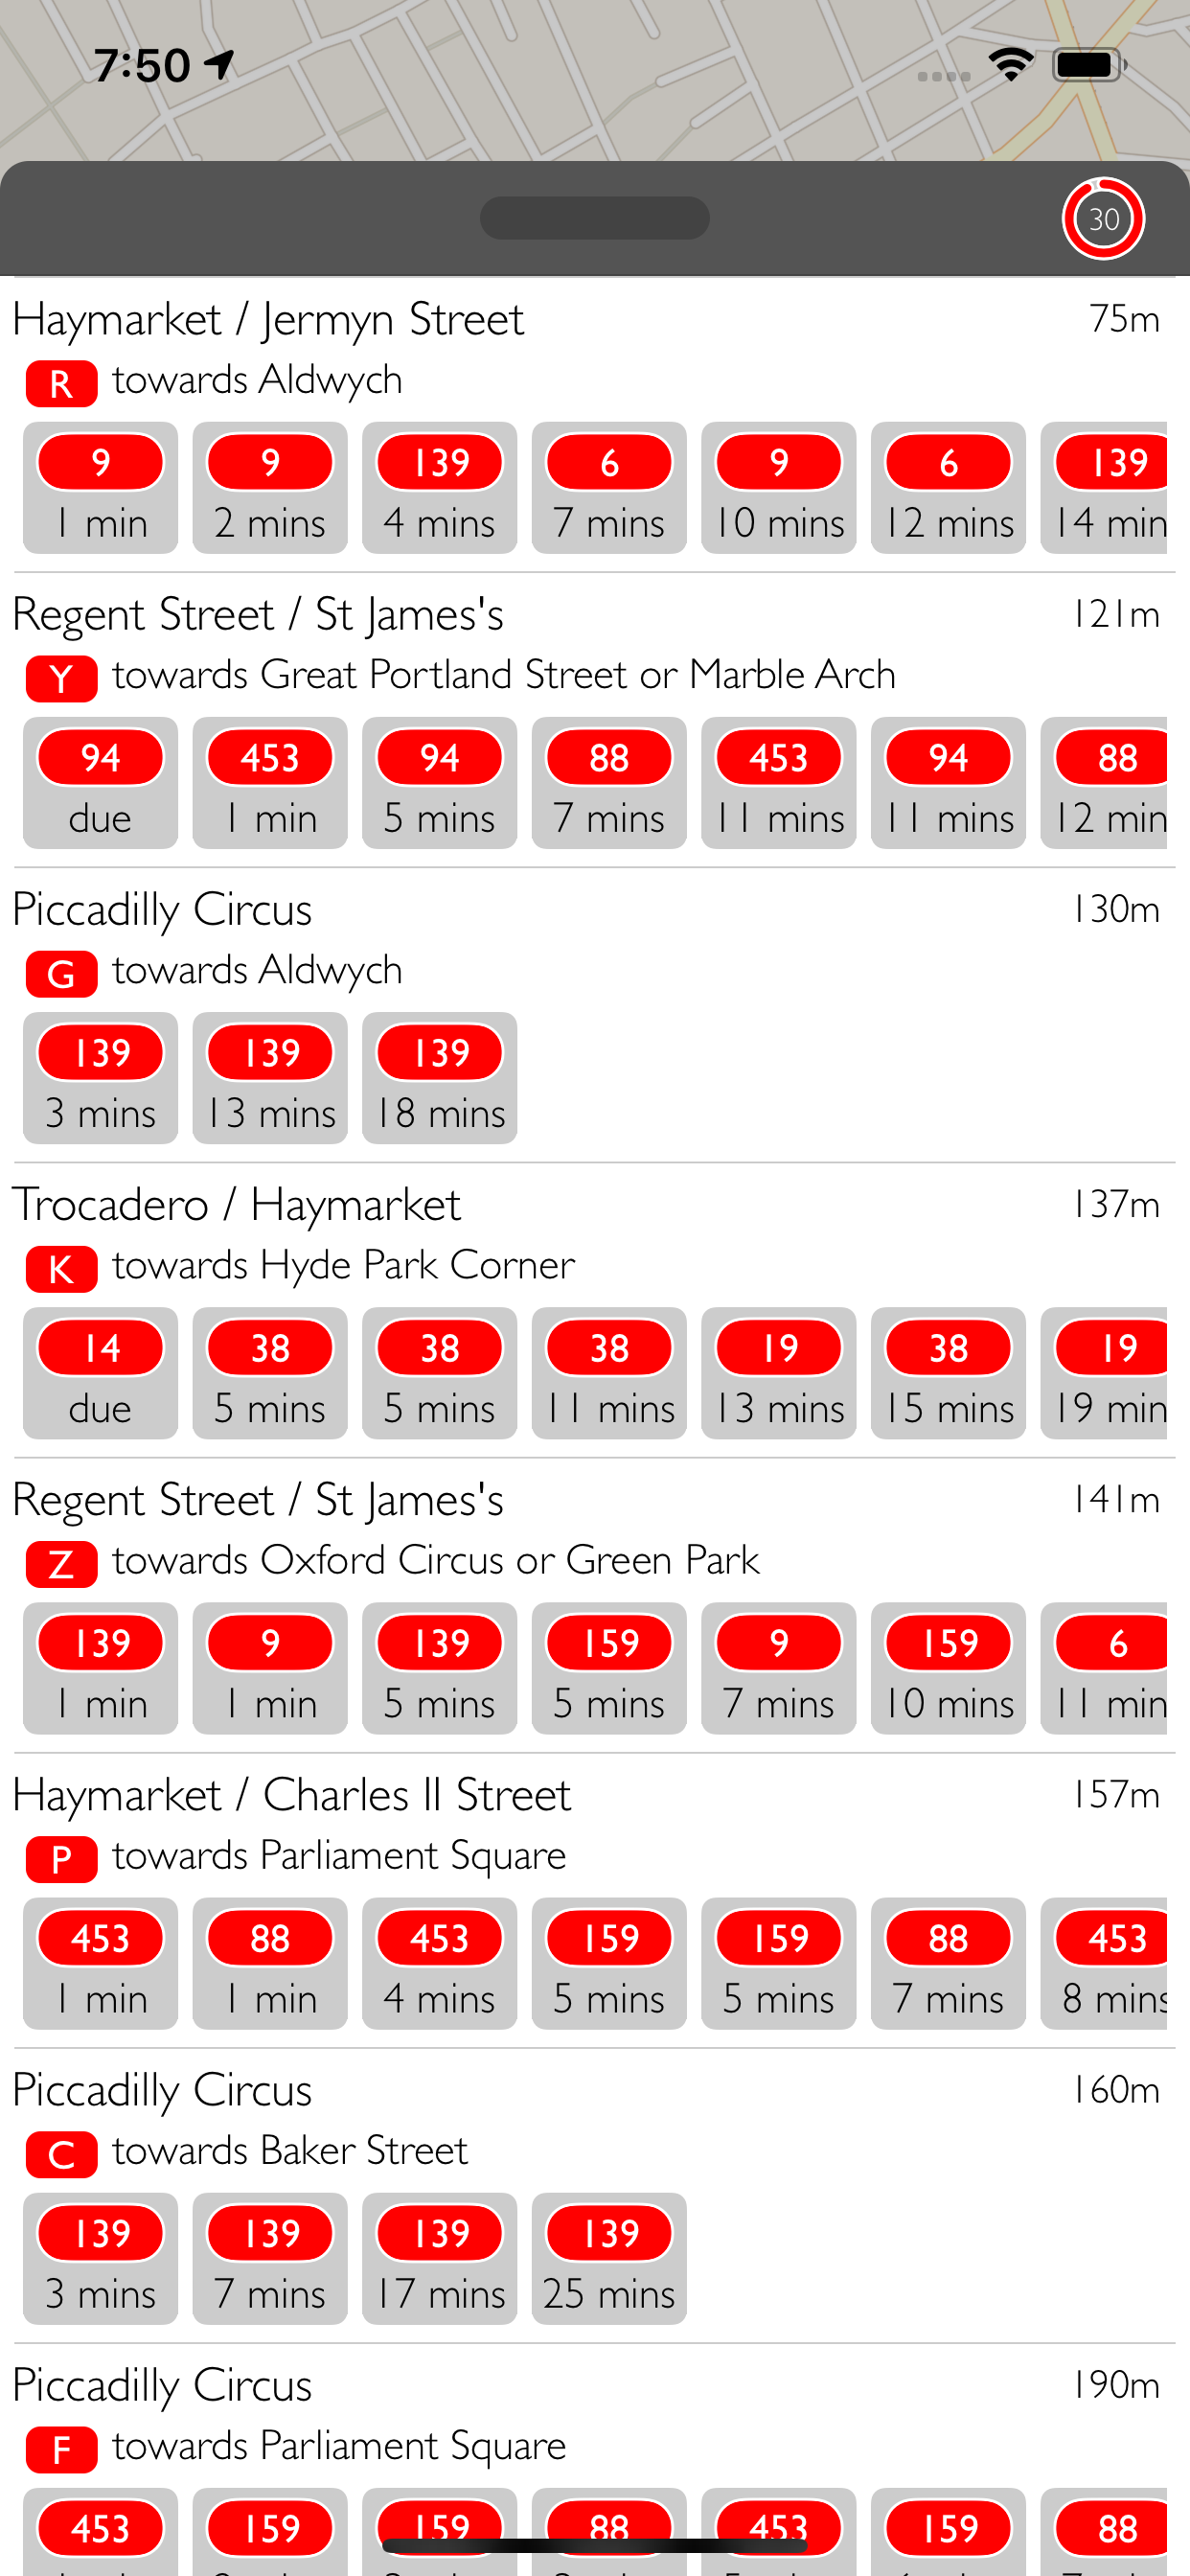 7:50
30
Haymarket / Jermyn Street 75m
R towards Aldwych
9 9 139 6 9 6 139
1 min 2 mins 4 mins 7 mins 10 mins 12 mins 14 min
Regent Street / St James's 121m
Y towards Great Portland Street or Marble Arch
94 453 94 88 453 94 88
due 1 min 5 mins 7 mins 11 mins 11 mins 12 min
Piccadilly Circus 130m
G towards Aldwych
139 139 139
3 mins 13 mins 18 mins
Trocadero / Haymarket 137m
K towards Hyde Park Corner
14 38 38 38 19 38 19
due 5 mins 5 mins 11 mins 13 mins 15 mins 19 min
Regent Street / St James's 141m
Z towards Oxford Circus or Green Park
139 9 139 159 9 159 6
1 min 1 min 5 mins 5 mins 7 mins 10 mins 11 min
Haymarket / Charles II Street 157m
P towards Parliament Square
453 88 453 159 159 88 453
1 min 1 min 4 mins 5 mins 5 mins 7 mins 8 mins
Piccadilly Circus 160m
C towards Baker Street
139 139 139 139
3 mins 7 mins 17 mins 25 mins
Piccadilly Circus 190m
F towards Parliament Square
453 159 159 88 453 159 88